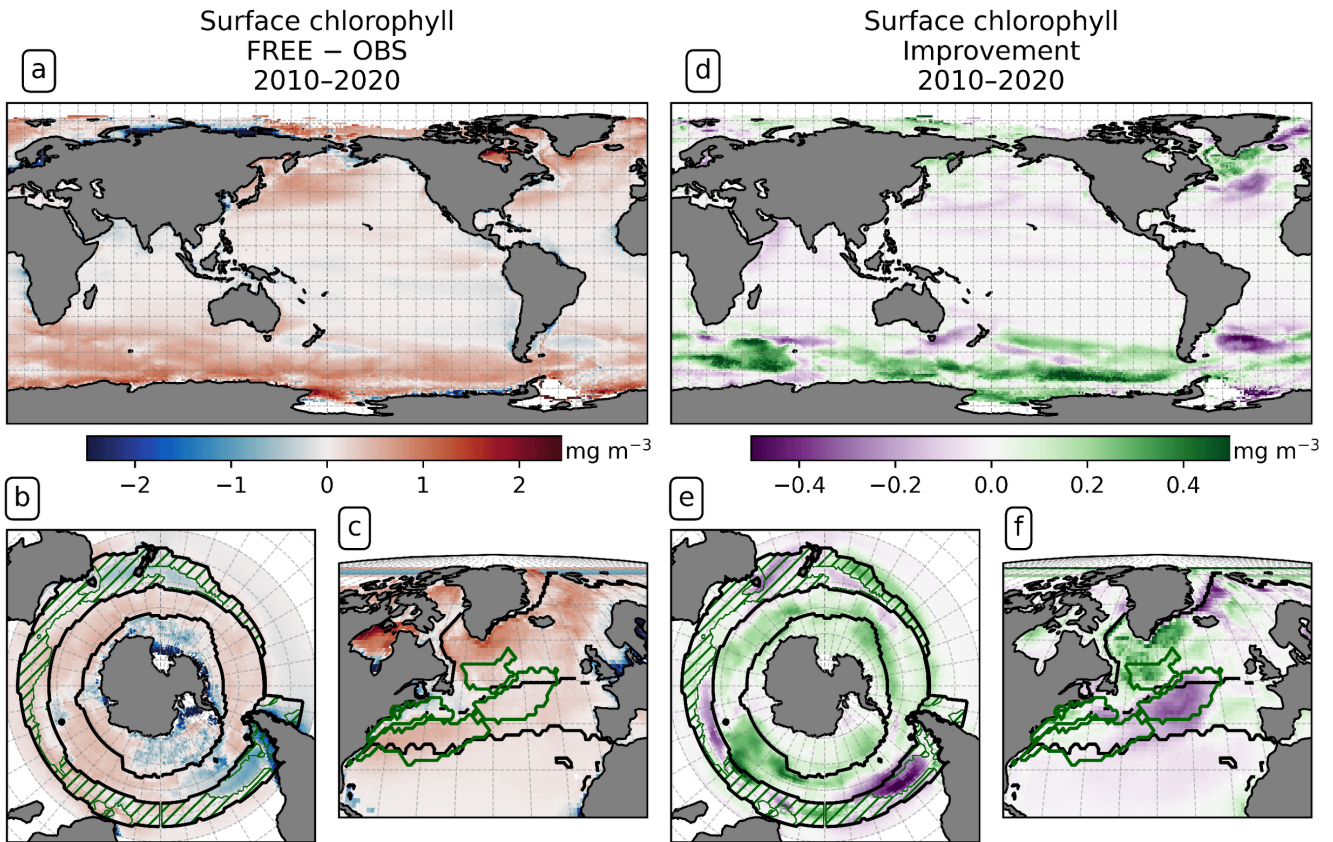 Surface chlorophyll
FREE − OBS
2010–2020
a
Surface chlorophyll
Improvement
2010–2020
d
mg m⁻³
−2 −1 0 1 2
mg m⁻³
−0.4 −0.2 0.0 0.2 0.4
b
c
e
f